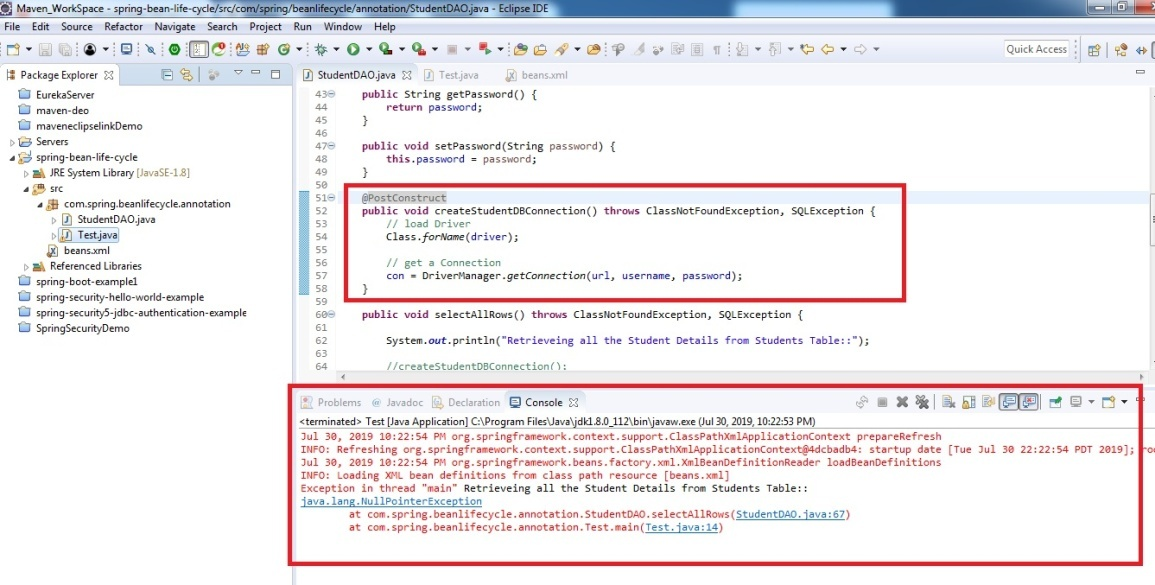 Maven_WorkSpace - spring-bean-life-cycle/src/com/spring/beanlifecycle/annotation/StudentDAO.java - Eclipse IDE
File Edit Source Refactor Navigate Search Project Run Window Help
Quick Access
Package Explorer
EurekaServer
maven-deo
maveneclipselinkDemo
Servers
spring-bean-life-cycle
JRE System Library [JavaSE-1.8]
src
com.spring.beanlifecycle.annotation
StudentDAO.java
Test.java
beans.xml
Referenced Libraries
spring-boot-example1
spring-security-hello-world-example
spring-security5-jdbc-authentication-example
SpringSecurityDemo
StudentDAO.java Test.java beans.xml
43 public String getPassword() {
44 return password;
45 }
46
47 public void setPassword(String password) {
48 this.password = password;
49 }
50
51 @PostConstruct
52 public void createStudentDBConnection() throws ClassNotFoundException, SQLException {
53 // load Driver
54 Class.forName(driver);
55
56 // get a Connection
57 con = DriverManager.getConnection(url, username, password);
58 }
59
60 public void selectAllRows() throws ClassNotFoundException, SQLException {
61
62 System.out.println("Retrieveing all the Student Details from Students Table::");
63
64 //createStudentDBConnection();
Problems Javadoc Declaration Console
<terminated> Test [Java Application] C:\Program Files\Java\jdk1.8.0_112\bin\javaw.exe (Jul 30, 2019, 10:22:53 PM)
Jul 30, 2019 10:22:54 PM org.springframework.context.support.ClassPathXmlApplicationContext prepareRefresh
INFO: Refreshing org.springframework.context.support.ClassPathXmlApplicationContext@4dcbadb4: startup date [Tue Jul 30 22:22:54 PDT 2019]; roo
Jul 30, 2019 10:22:54 PM org.springframework.beans.factory.xml.XmlBeanDefinitionReader loadBeanDefinitions
INFO: Loading XML bean definitions from class path resource [beans.xml]
Exception in thread "main" Retrieveing all the Student Details from Students Table::
java.lang.NullPointerException
at com.spring.beanlifecycle.annotation.StudentDAO.selectAllRows(StudentDAO.java:67)
at com.spring.beanlifecycle.annotation.Test.main(Test.java:14)